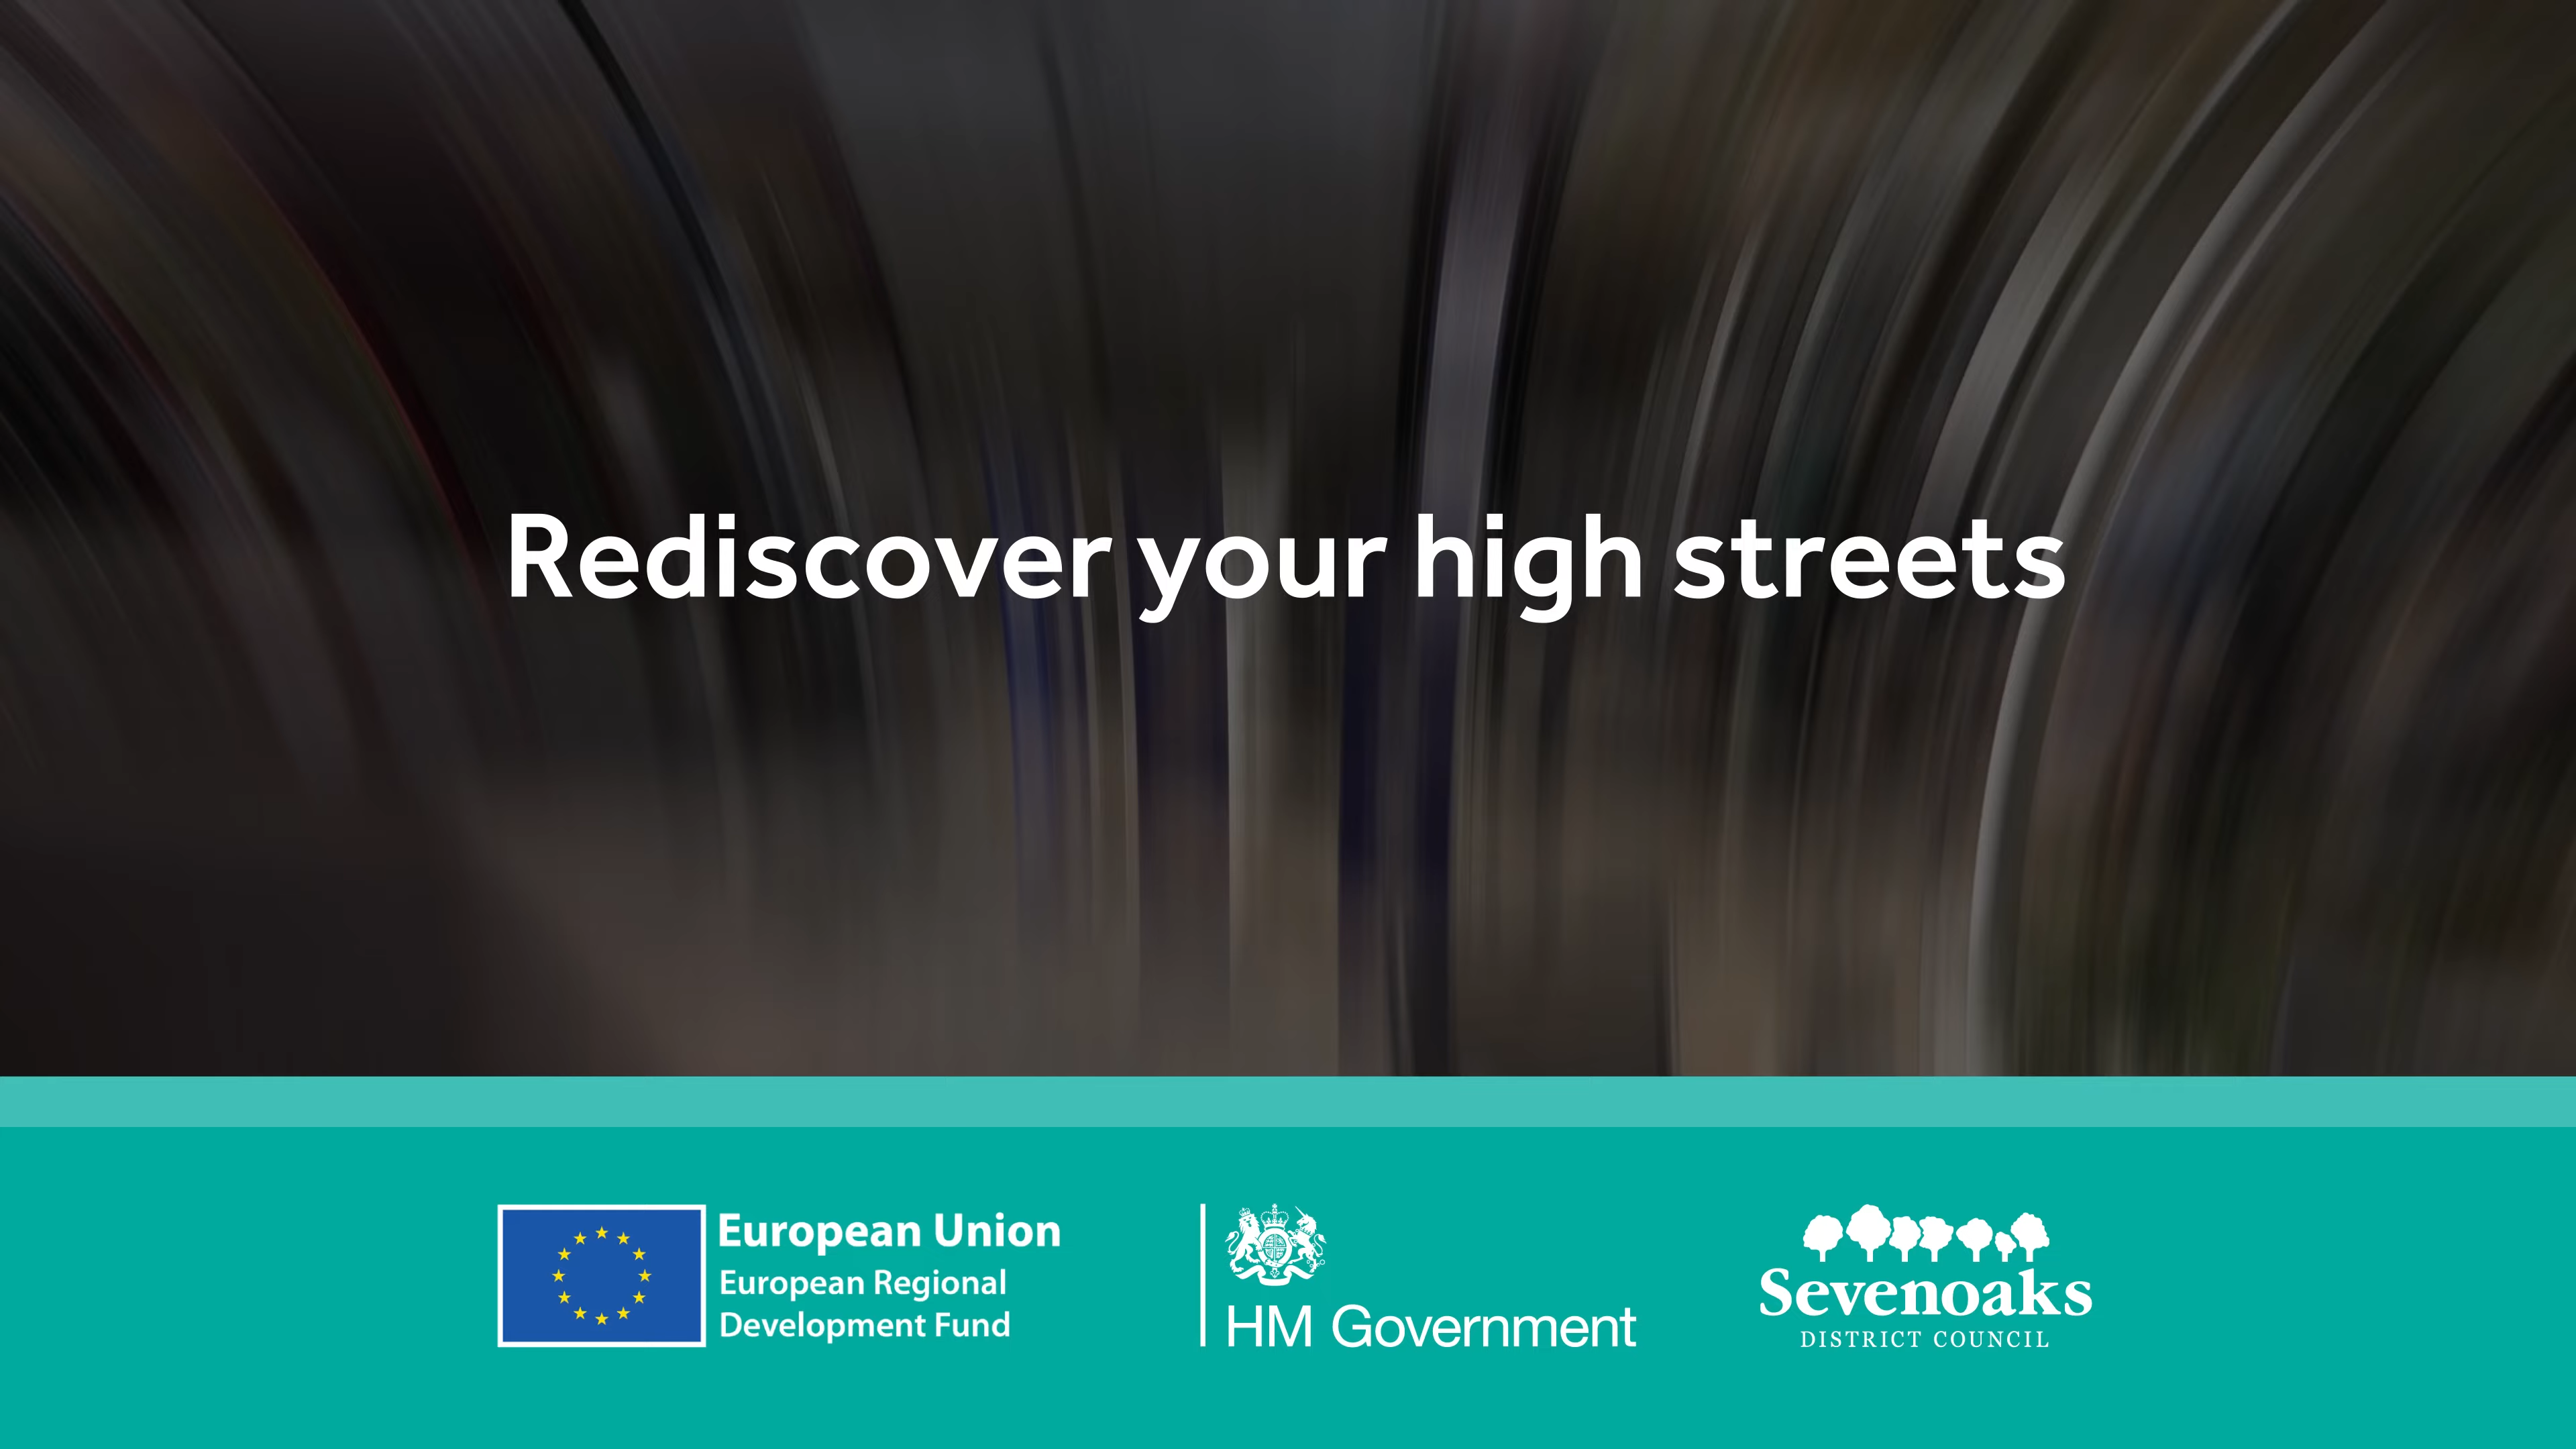 Rediscover your high streets
European Union
European Regional
Development Fund
HM Government
Sevenoaks
DISTRICT COUNCIL